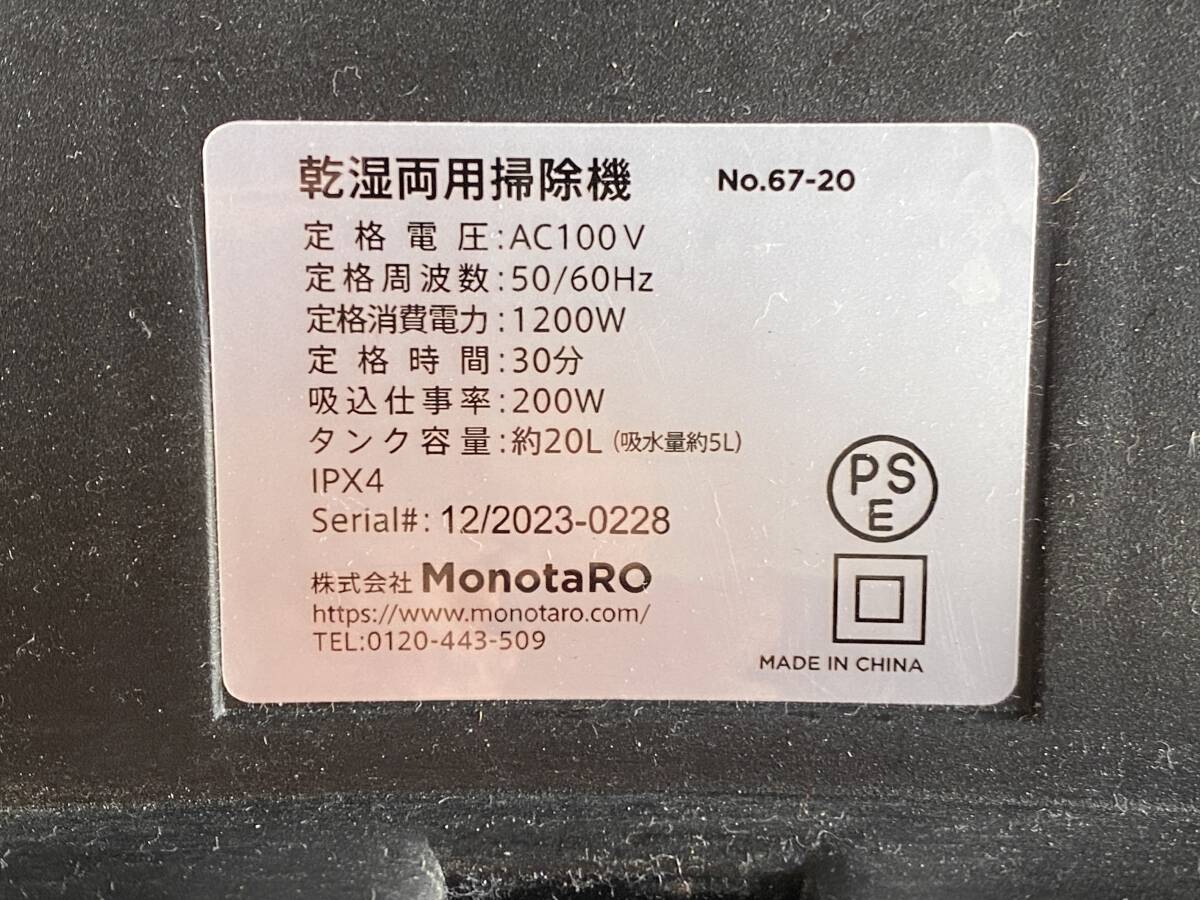 乾湿両用掃除機 No.67-20
定格電圧:AC100V
定格周波数:50/60Hz
定格消費電力:1200W
定格時間:30分
吸込仕事率:200W
タンク容量:約20L(吸水量約5L)
IPX4
Serial#: 12/2023-0228
株式会社 MonotaRO
https://www.monotaro.com/
TEL:0120-443-509
PS
E
MADE IN CHINA